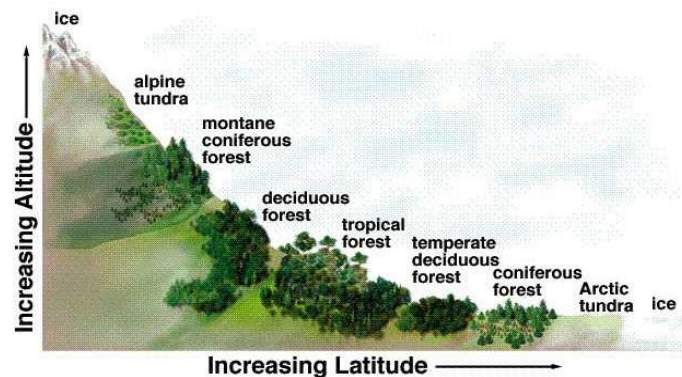 ice
alpine
tundra
montane
coniferous
forest
deciduous
forest
tropical
forest
temperate
deciduous
forest
coniferous
forest
Arctic
tundra
ice
Increasing Altitude
Increasing Latitude